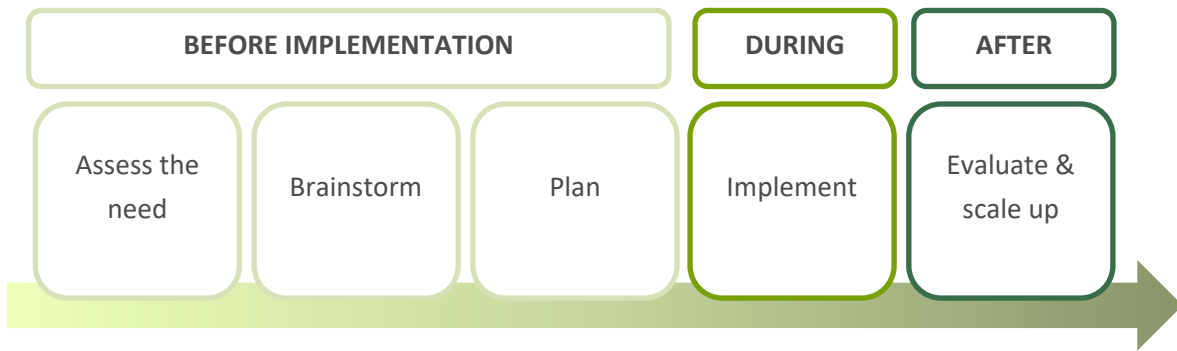 BEFORE IMPLEMENTATION
DURING
AFTER
Assess the
need
Brainstorm
Plan
Implement
Evaluate &
scale up